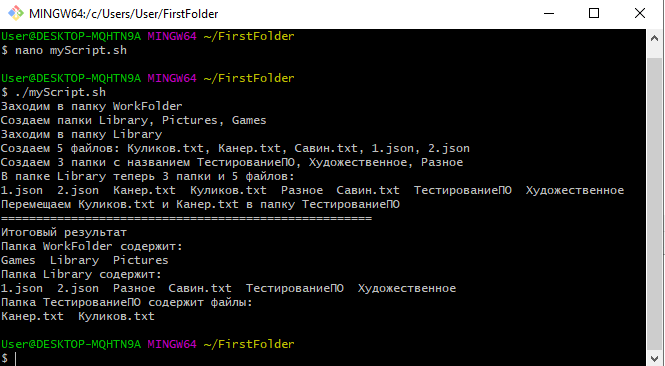 MINGW64:/c/Users/User/FirstFolder
User@DESKTOP-MQHTN9A MINGW64 ~/FirstFolder
$ nano myScript.sh
User@DESKTOP-MQHTN9A MINGW64 ~/FirstFolder
$ ./myScript.sh
Заходим в папку WorkFolder
Создаем папки Library, Pictures, Games
Заходим в папку Library
Создаем 5 файлов: Куликов.txt, Канер.txt, Савин.txt, 1.json, 2.json
Создаем 3 папки с названием ТестированиеПО, Художественное, Разное
В папке Library теперь 3 папки и 5 файлов:
1.json  2.json  Канер.txt  Куликов.txt  Разное  Савин.txt  ТестированиеПО  Художественное
Перемещаем Куликов.txt и Канер.txt в папку ТестированиеПО
=====================================================
Итоговый результат
Папка WorkFolder содержит:
Games  Library  Pictures
Папка Library содержит:
1.json  2.json  Разное  Савин.txt  ТестированиеПО  Художественное
Папка ТестированиеПО содержит файлы:
Канер.txt  Куликов.txt
User@DESKTOP-MQHTN9A MINGW64 ~/FirstFolder
$